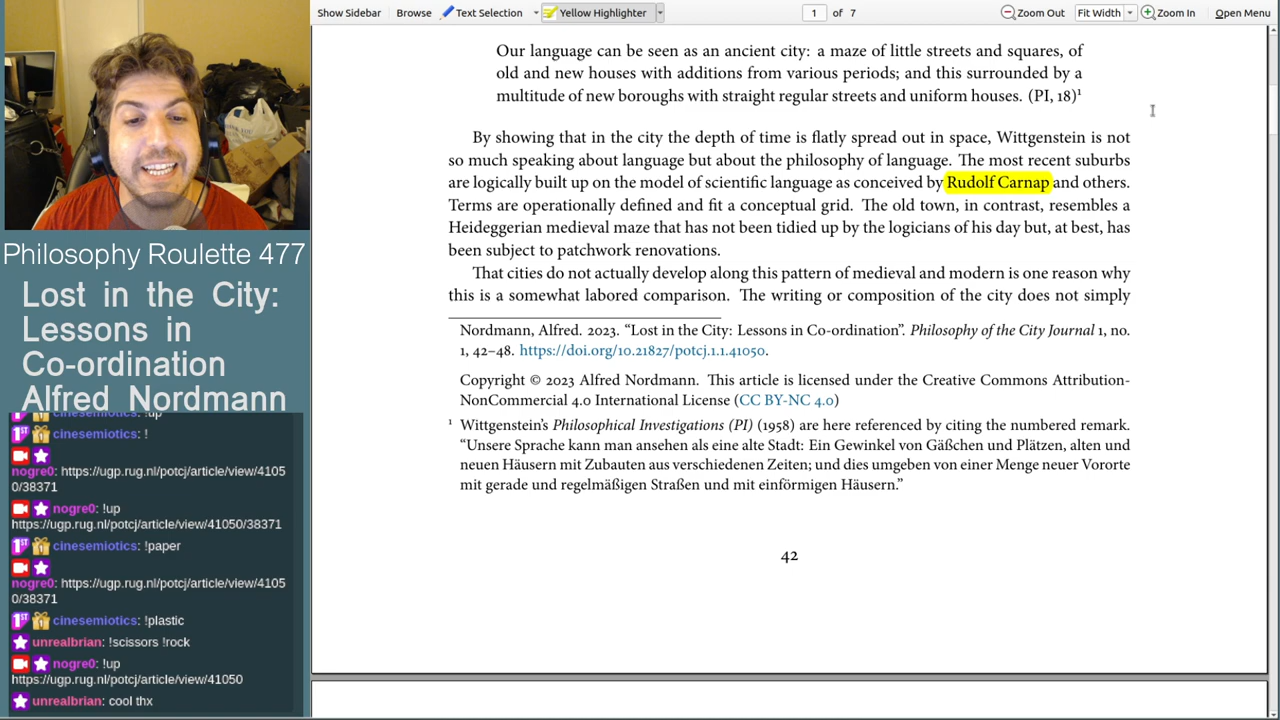 Show Sidebar Browse Text Selection Yellow Highlighter 1 of 7 Zoom Out Fit Width Zoom In Open Menu
Our language can be seen as an ancient city: a maze of little streets and squares, of
old and new houses with additions from various periods; and this surrounded by a
multitude of new boroughs with straight regular streets and uniform houses. (PI, 18)¹
By showing that in the city the depth of time is flatly spread out in space, Wittgenstein is not
so much speaking about language but about the philosophy of language. The most recent suburbs
are logically built up on the model of scientific language as conceived by Rudolf Carnap and others.
Terms are operationally defined and fit a conceptual grid. The old town, in contrast, resembles a
Heideggerian medieval maze that has not been tidied up by the logicians of his day but, at best, has
been subject to patchwork renovations.
That cities do not actually develop along this pattern of medieval and modern is one reason why
this is a somewhat labored comparison. The writing or composition of the city does not simply
Nordmann, Alfred. 2023. “Lost in the City: Lessons in Co-ordination”. Philosophy of the City Journal 1, no.
1, 42–48. https://doi.org/10.21827/potcj.1.1.41050.
Copyright © 2023 Alfred Nordmann. This article is licensed under the Creative Commons Attribution-
NonCommercial 4.0 International License (CC BY-NC 4.0)
¹ Wittgenstein’s Philosophical Investigations (PI) (1958) are here referenced by citing the numbered remark.
“Unsere Sprache kann man ansehen als eine alte Stadt: Ein Gewinkel von Gäßchen und Plätzen, alten und
neuen Häusern mit Zubauten aus verschiedenen Zeiten; und dies umgeben von einer Menge neuer Vororte
mit gerade und regelmäßigen Straßen und mit einförmigen Häusern.”
42
Philosophy Roulette 477
Lost in the City:
Lessons in
Co-ordination
Alfred Nordmann
cinesemiotics: !up
cinesemiotics: !
nogre0: https://ugp.rug.nl/potcj/article/view/4105
0/38371
nogre0: !up
https://ugp.rug.nl/potcj/article/view/41050/38371
cinesemiotics: !paper
nogre0: https://ugp.rug.nl/potcj/article/view/4105
0/38371
cinesemiotics: !plastic
unrealbrian: !scissors !rock
nogre0: !up
https://ugp.rug.nl/potcj/article/view/41050
unrealbrian: cool thx